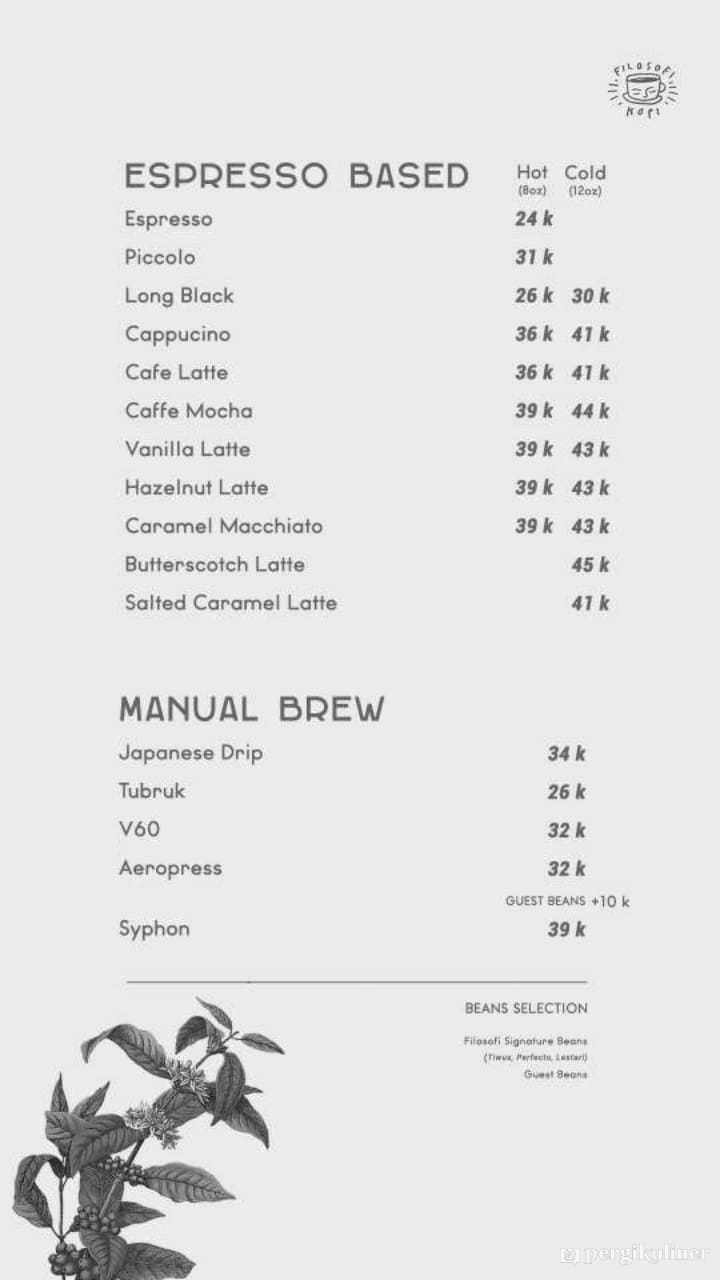 FILOSOFI
KOPI
ESPRESSO BASED Hot Cold
(8oz) (12oz)
Espresso 24 k
Piccolo 31 k
Long Black 26 k 30 k
Cappucino 36 k 41 k
Cafe Latte 36 k 41 k
Caffe Mocha 39 k 44 k
Vanilla Latte 39 k 43 k
Hazelnut Latte 39 k 43 k
Caramel Macchiato 39 k 43 k
Butterscotch Latte 45 k
Salted Caramel Latte 41 k
MANUAL BREW
Japanese Drip 34 k
Tubruk 26 k
V60 32 k
Aeropress 32 k
GUEST BEANS +10 k
Syphon 39 k
BEANS SELECTION
Filosofi Signature Beans
(Tiwus, Perfecto, Lestari)
Guest Beans
pergikuliner